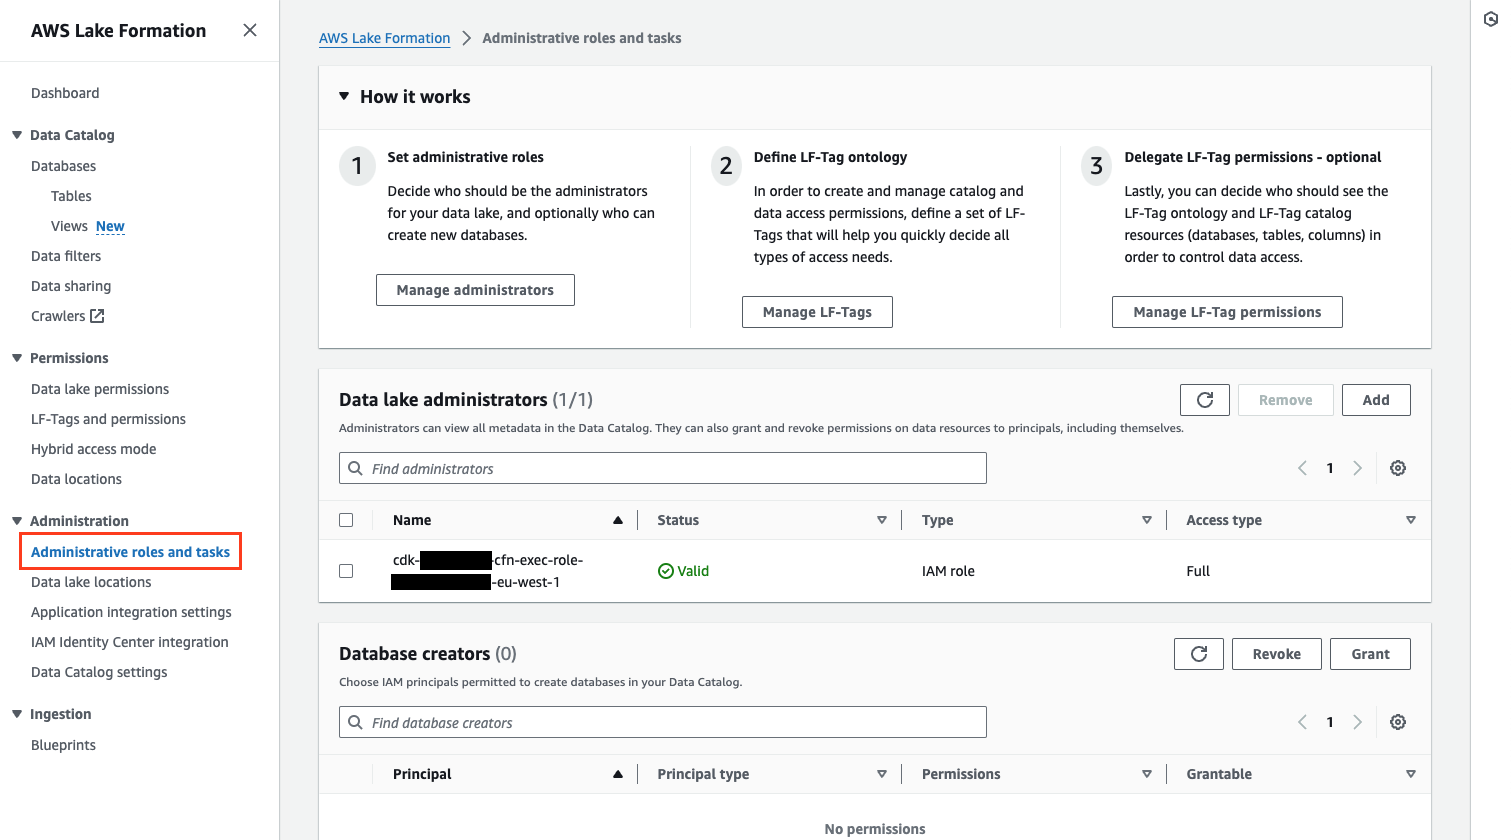 AWS Lake Formation
Dashboard
Data Catalog
Databases
Tables
Views New
Data filters
Data sharing
Crawlers
Permissions
Data lake permissions
LF-Tags and permissions
Hybrid access mode
Data locations
Administration
Administrative roles and tasks
Data lake locations
Application integration settings
IAM Identity Center integration
Data Catalog settings
Ingestion
Blueprints
AWS Lake Formation > Administrative roles and tasks
How it works
1
Set administrative roles
Decide who should be the administrators
for your data lake, and optionally who can
create new databases.
Manage administrators
2
Define LF-Tag ontology
In order to create and manage catalog and
data access permissions, define a set of LF-
Tags that will help you quickly decide all
types of access needs.
Manage LF-Tags
3
Delegate LF-Tag permissions - optional
Lastly, you can decide who should see the
LF-Tag ontology and LF-Tag catalog
resources (databases, tables, columns) in
order to control data access.
Manage LF-Tag permissions
Data lake administrators (1/1)
Remove
Add
Administrators can view all metadata in the Data Catalog. They can also grant and revoke permissions on data resources to principals, including themselves.
Find administrators
1
Name Status Type Access type
cdk- -cfn-exec-role-
-eu-west-1
Valid
IAM role
Full
Database creators (0)
Revoke
Grant
Choose IAM principals permitted to create databases in your Data Catalog.
Find database creators
1
Principal Principal type Permissions Grantable
No permissions